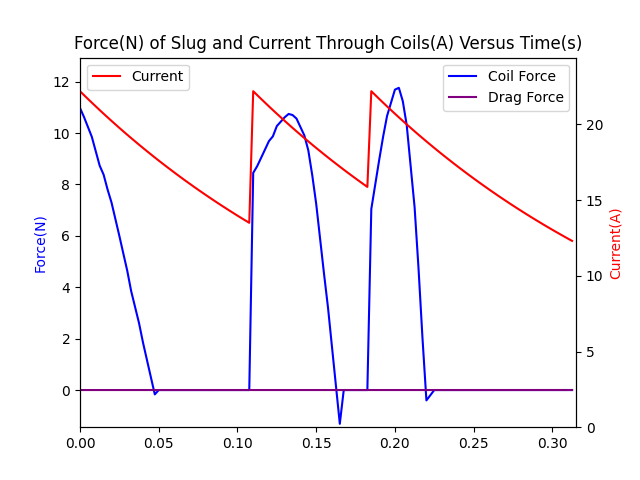 Force(N) of Slug and Current Through Coils(A) Versus Time(s)
Current
Coil Force
Drag Force
Force(N)
12
10
8
6
4
2
0
Current(A)
20
15
10
5
0
0.00 0.05 0.10 0.15 0.20 0.25 0.30